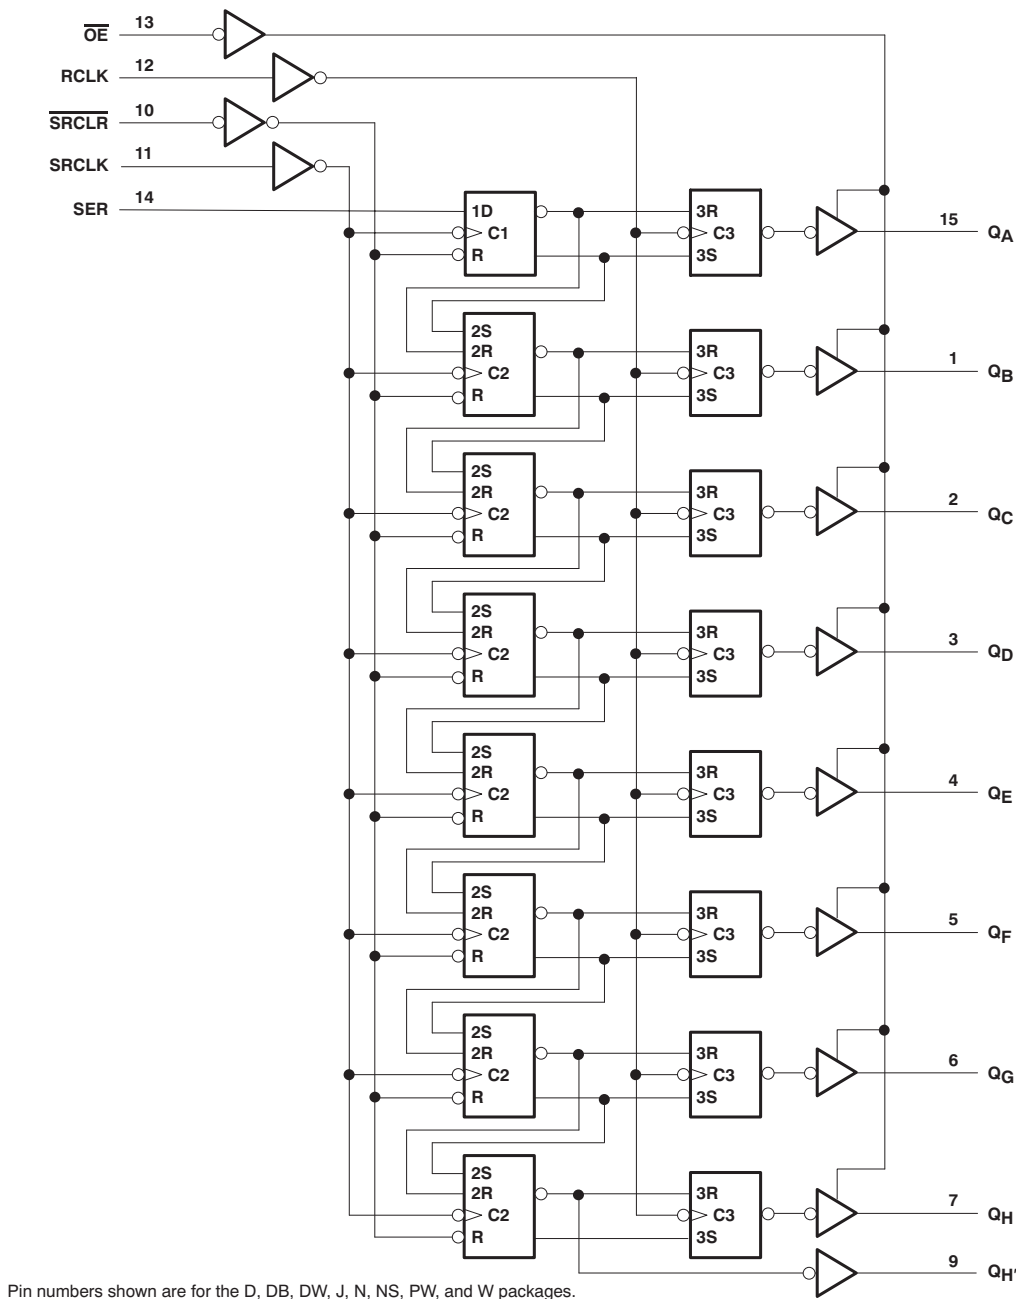 OE 13
RCLK 12
SRCLR 10
SRCLK 11
SER 14
1D
C1
R
3R
C3
3S
15 QA
2S
2R
C2
R
3R
C3
3S
1 QB
2S
2R
C2
R
3R
C3
3S
2 QC
2S
2R
C2
R
3R
C3
3S
3 QD
2S
2R
C2
R
3R
C3
3S
4 QE
2S
2R
C2
R
3R
C3
3S
5 QF
2S
2R
C2
R
3R
C3
3S
6 QG
2S
2R
C2
R
3R
C3
3S
7 QH
9 QH'
Pin numbers shown are for the D, DB, DW, J, N, NS, PW, and W packages.